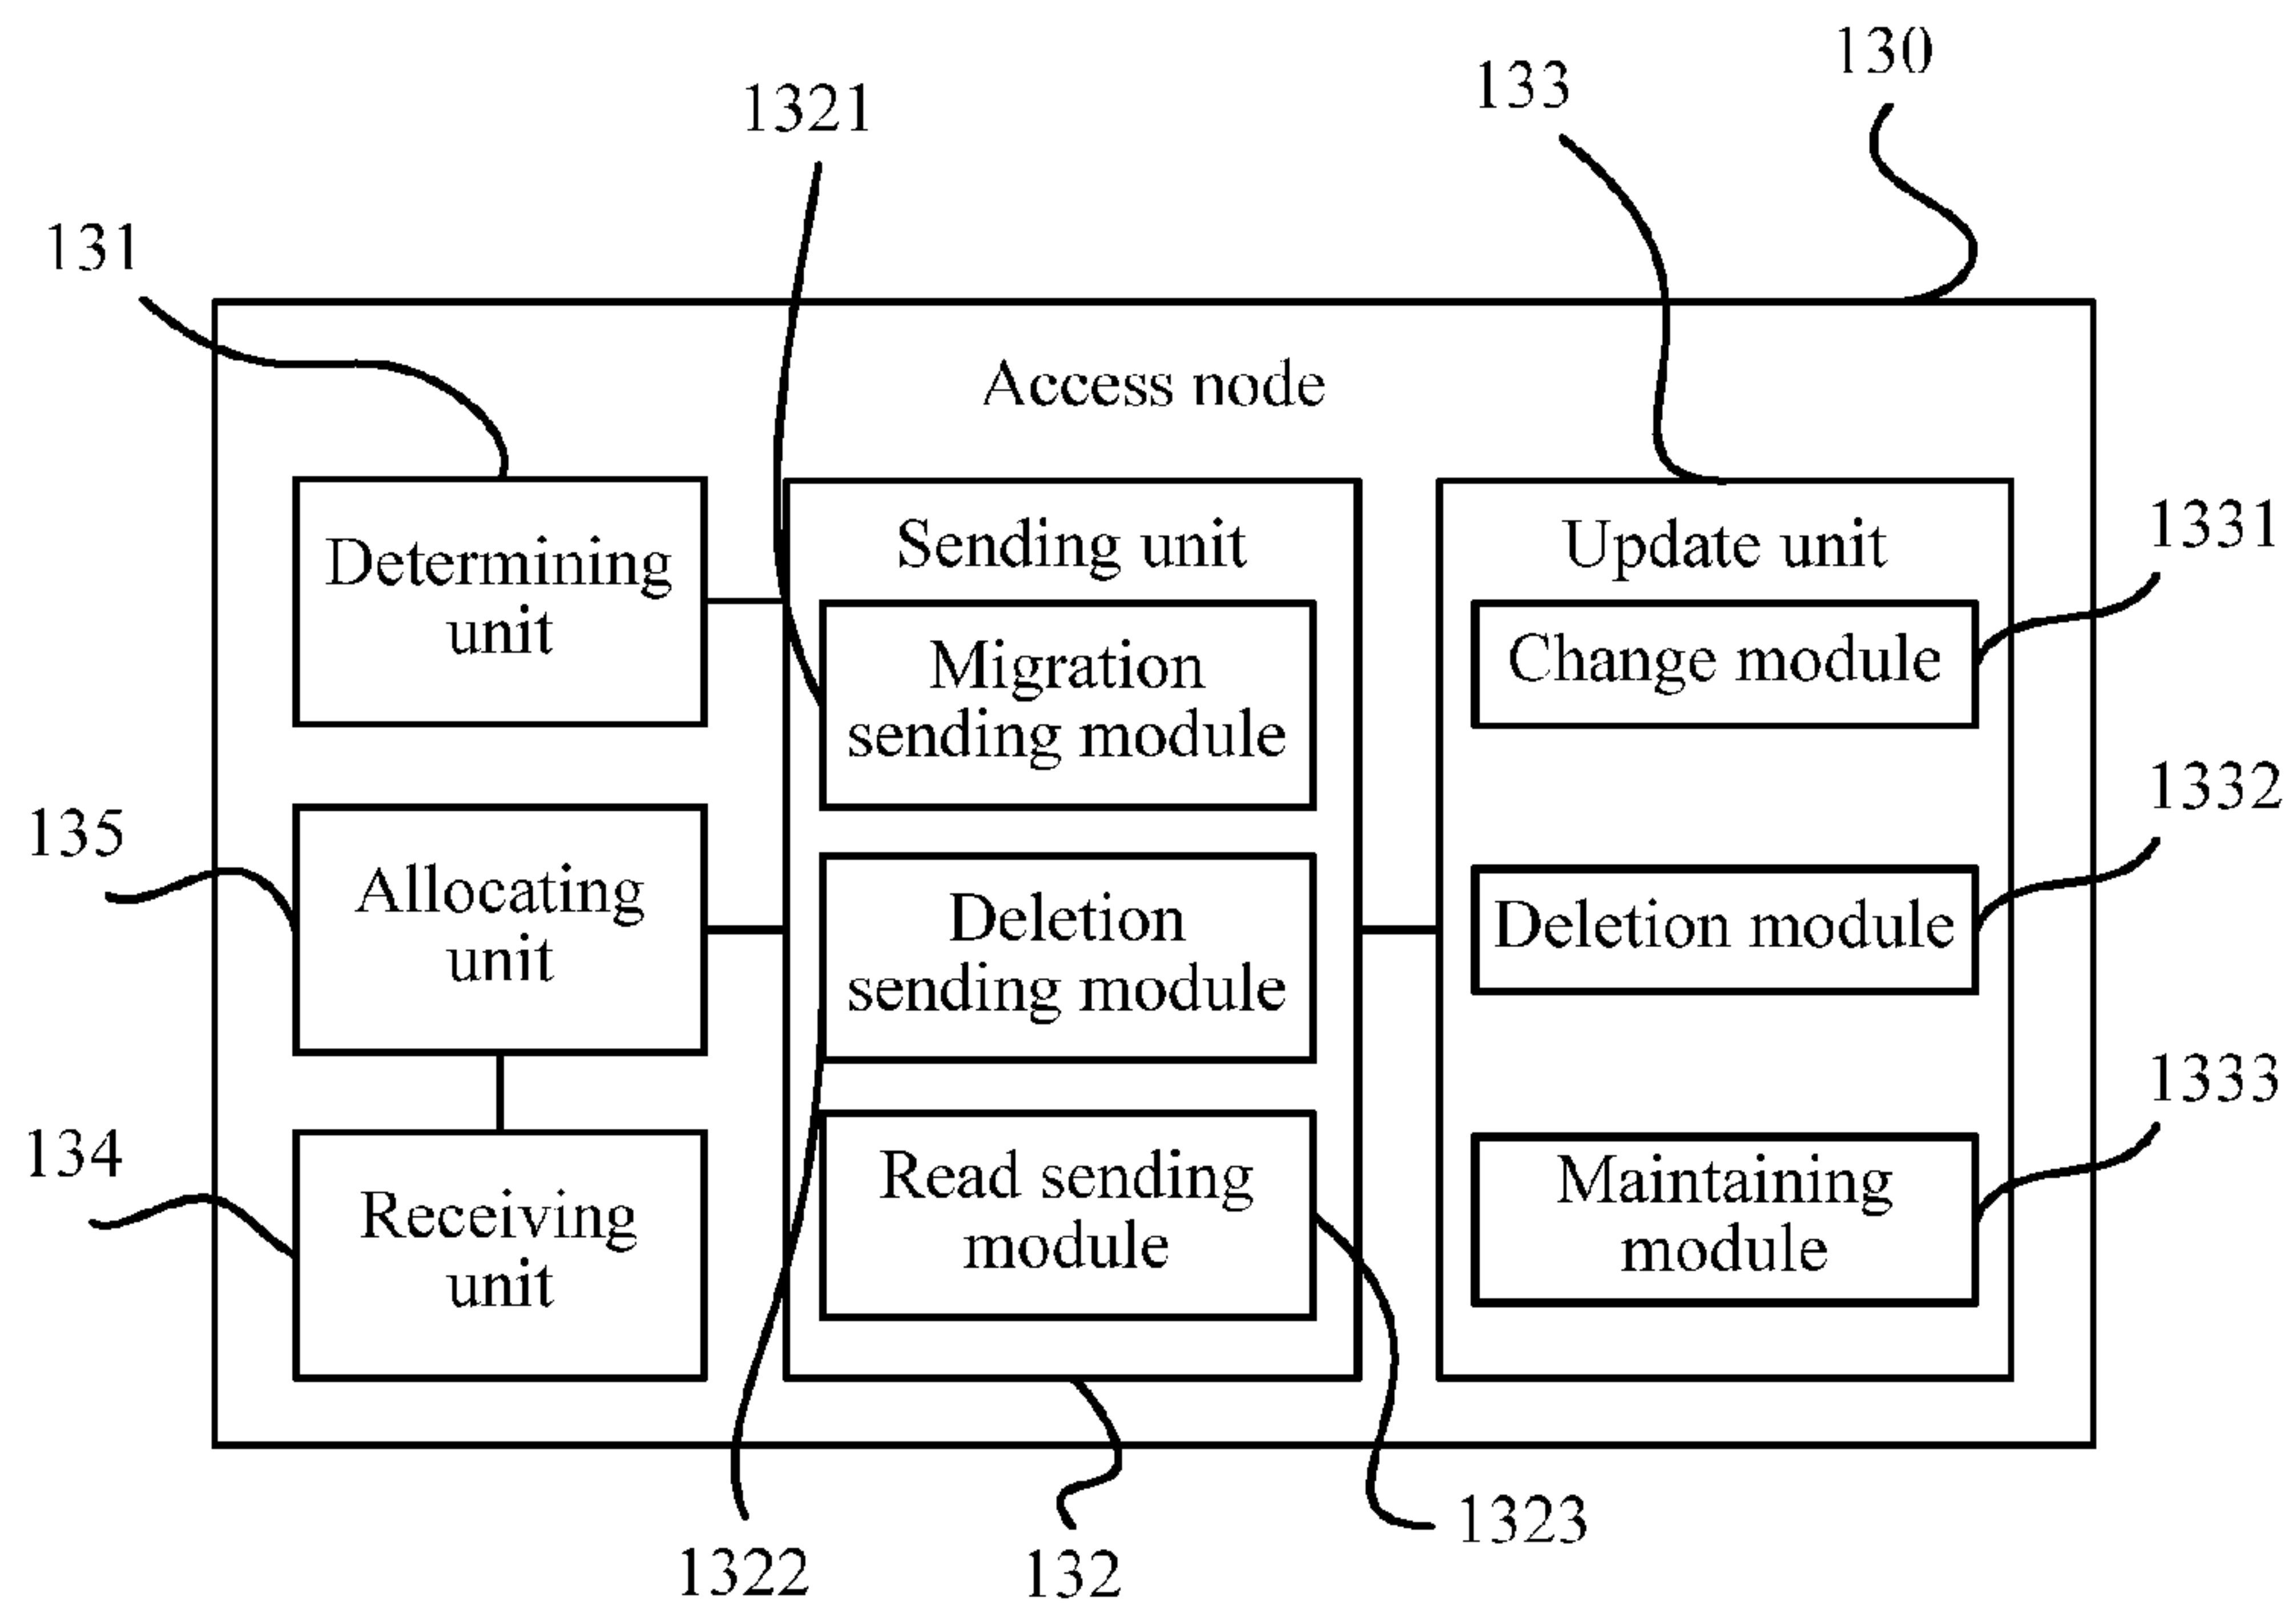 130
133
1321
131
Access node
Determining
unit
Sending unit
Update unit
1331
Migration
sending module
Change module
1332
135
Allocating
unit
Deletion
sending module
Deletion module
1333
134
Receiving
unit
Read sending
module
Maintaining
module
1323
1322
132